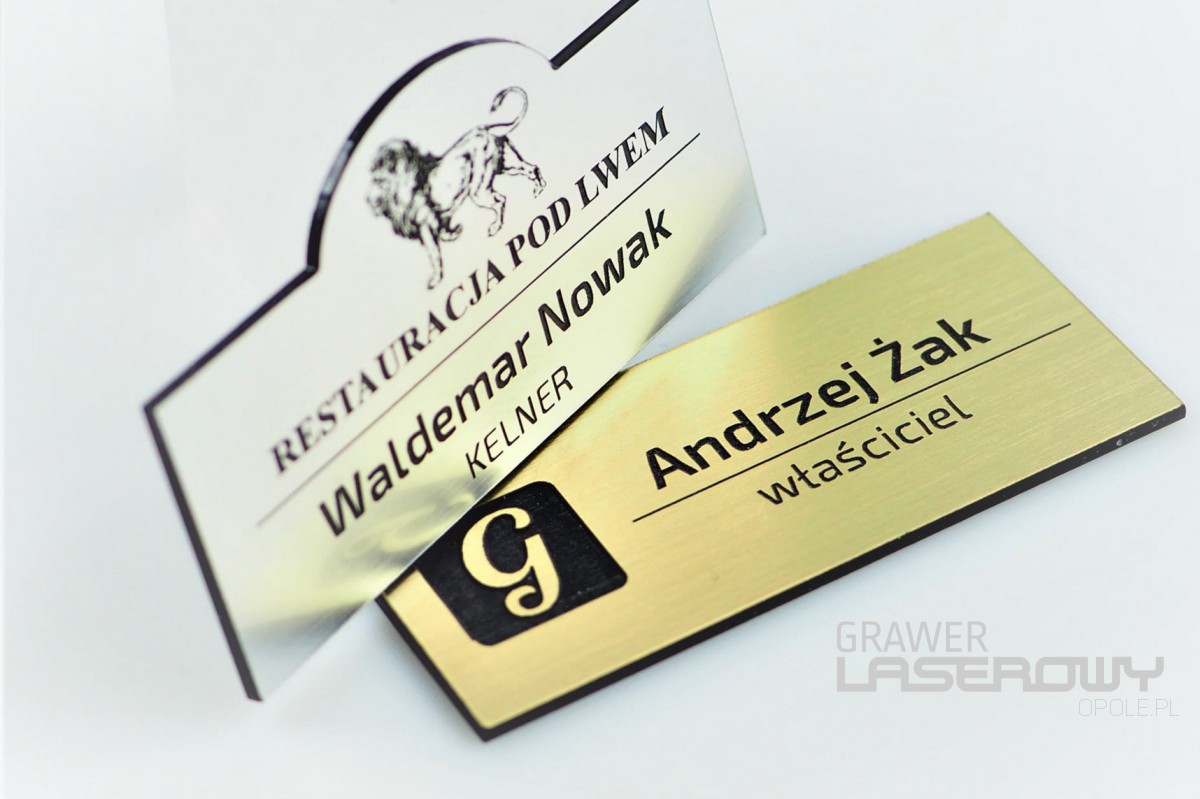 RESTAURACJA POD LWEM
Waldemar Nowak
KELNER
Andrzej Żak
właściciel
g
GRAWER
LASEROWY
OPOLE.PL